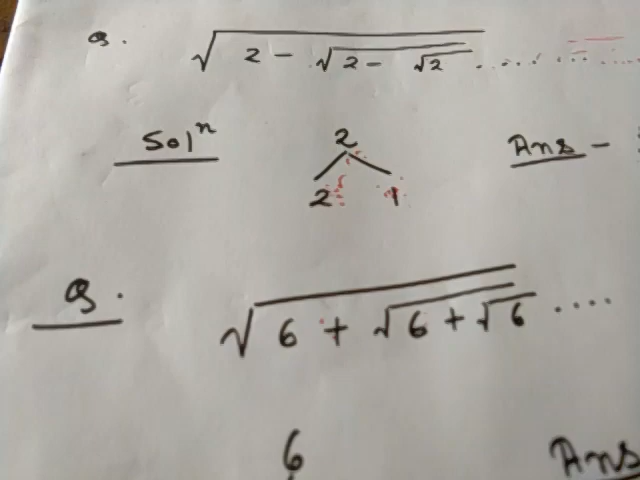 Q. √(2 - √(2 - √2 ........
Solⁿ 2 Ans -
2 1
Q. √(6 + √(6 + √6 ....
6 Ans